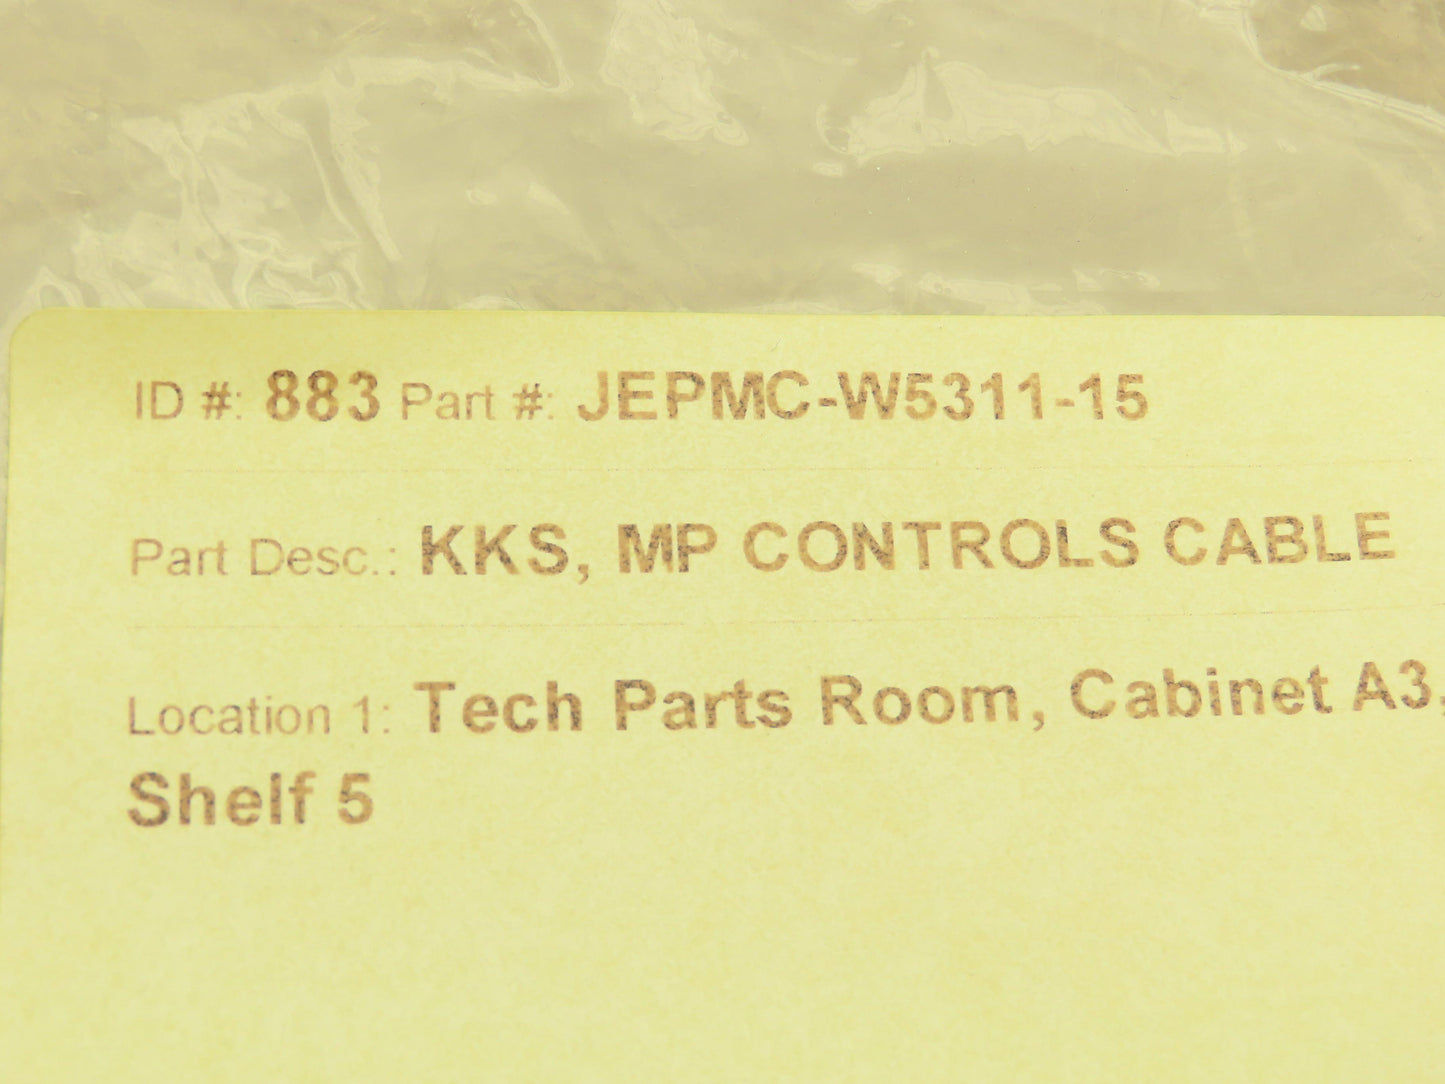 ID #: 883 Part #: JEPMC-W5311-15
Part Desc.: KKS, MP CONTROLS CABLE
Location 1: Tech Parts Room, Cabinet A3,
Shelf 5